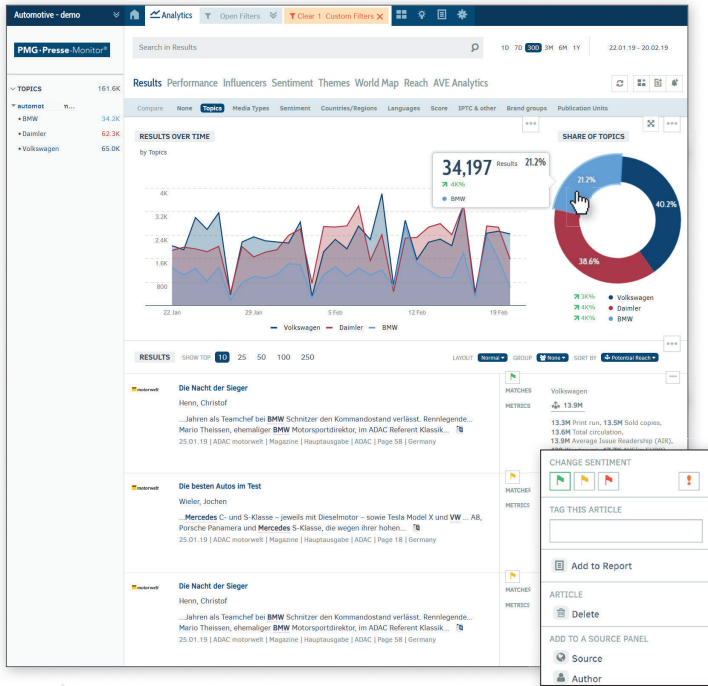 Automotive - demo
Analytics
Open Filters
Clear 1 Custom Filters
PMG·Presse-Monitor®
Search in Results
1D 7D 30D 3M 6M 1Y
22.01.19 - 20.02.19
TOPICS 161.6K
automot n...
BMW 34.2K
Daimler 62.3K
Volkswagen 65.0K
Results Performance Influencers Sentiment Themes World Map Reach AVE Analytics
Compare None Topics Media Types Sentiment Countries/Regions Languages Score IPTC & other Brand groups Publication Units
RESULTS OVER TIME
by Topics
SHARE OF TOPICS
34,197 Results 21.2%
4K%
BMW
4K
3.2K
2.4K
1.6K
800
22 Jan 29 Jan 5 Feb 12 Feb 19 Feb
Volkswagen Daimler BMW
21.2%
40.2%
38.6%
3K% Volkswagen
4K% Daimler
4K% BMW
RESULTS SHOW TOP 10 25 50 100 250
LAYOUT Normal GROUP None SORT BY Potential Reach
motorwelt
Die Nacht der Sieger
Henn, Christof
...Jahren als Teamchef bei BMW Schnitzer den Kommandostand verlässt. Rennlegende...
Mario Theissen, ehemaliger BMW Motorsportdirektor, im ADAC Referent Klassik...
25.01.19 | ADAC motorwelt | Magazine | Hauptausgabe | ADAC | Page 58 | Germany
MATCHES Volkswagen
METRICS 13.9M
13.3M Print run, 13.5M Sold copies,
13.6M Total circulation,
13.9M Average Issue Readership (AIR),
motorwelt
Die besten Autos im Test
Wieler, Jochen
...Mercedes C- und S-Klasse – jeweils mit Dieselmotor – sowie Tesla Model X und VW ... A8,
Porsche Panamera und Mercedes S-Klasse, die wegen ihrer hohen...
25.01.19 | ADAC motorwelt | Magazine | Hauptausgabe | ADAC | Page 18 | Germany
MATCHES
METRICS
motorwelt
Die Nacht der Sieger
Henn, Christof
...Jahren als Teamchef bei BMW Schnitzer den Kommandostand verlässt. Rennlegende...
Mario Theissen, ehemaliger BMW Motorsportdirektor, im ADAC Referent Klassik...
25.01.19 | ADAC motorwelt | Magazine | Hauptausgabe | ADAC | Page 58 | Germany
MATCHES
METRICS
CHANGE SENTIMENT
TAG THIS ARTICLE
Add to Report
ARTICLE
Delete
ADD TO A SOURCE PANEL
Source
Author